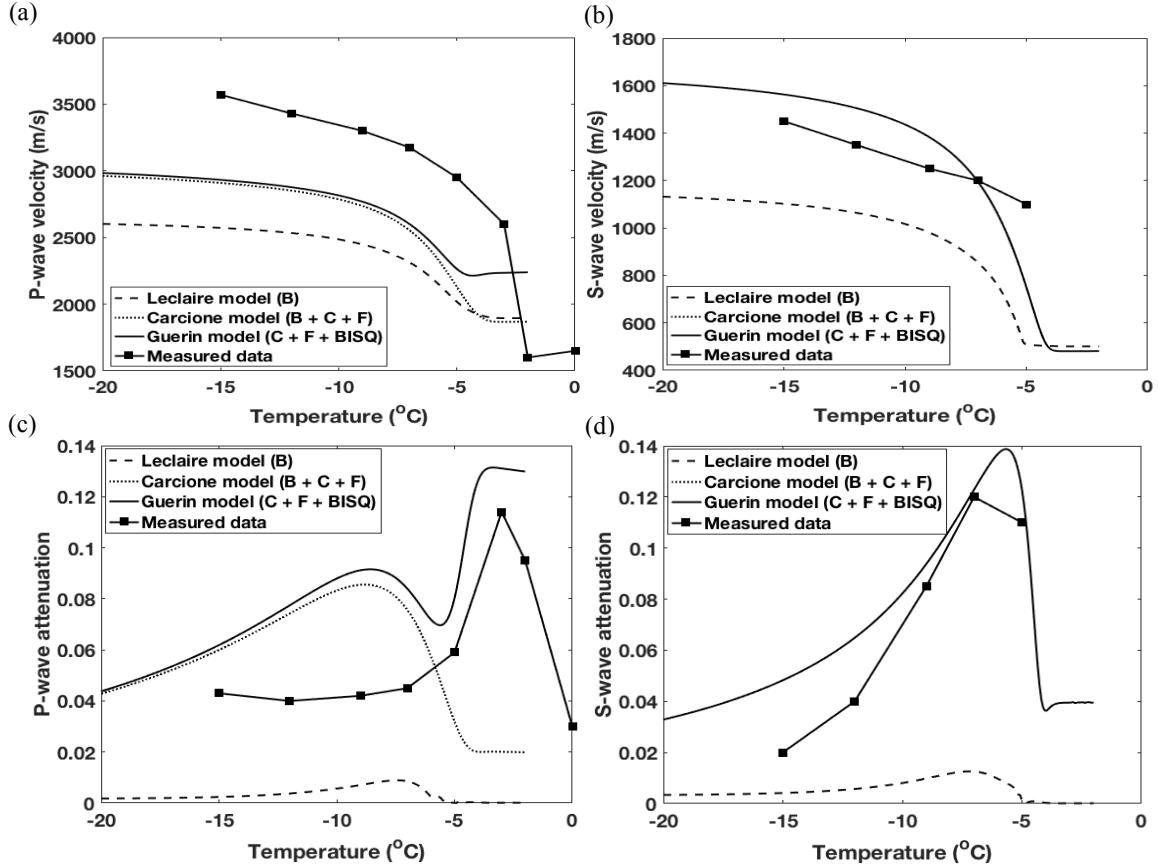 (a)
P-wave velocity (m/s)
4000
3500
3000
2500
2000
1500
Leclaire model (B)
Carcione model (B + C + F)
Guerin model (C + F + BISQ)
Measured data
-20 -15 -10 -5 0
Temperature (°C)
(b)
S-wave velocity (m/s)
1800
1600
1400
1200
1000
800
600
400
Leclaire model (B)
Carcione model (B + C + F)
Guerin model (C + F + BISQ)
Measured data
-20 -15 -10 -5 0
Temperature (°C)
(c)
P-wave attenuation
0.14
0.12
0.1
0.08
0.06
0.04
0.02
0
Leclaire model (B)
Carcione model (B + C + F)
Guerin model (C + F + BISQ)
Measured data
-20 -15 -10 -5 0
Temperature (°C)
(d)
S-wave attenuation
0.14
0.12
0.1
0.08
0.06
0.04
0.02
0
Leclaire model (B)
Carcione model (B + C + F)
Guerin model (C + F + BISQ)
Measured data
-20 -15 -10 -5 0
Temperature (°C)